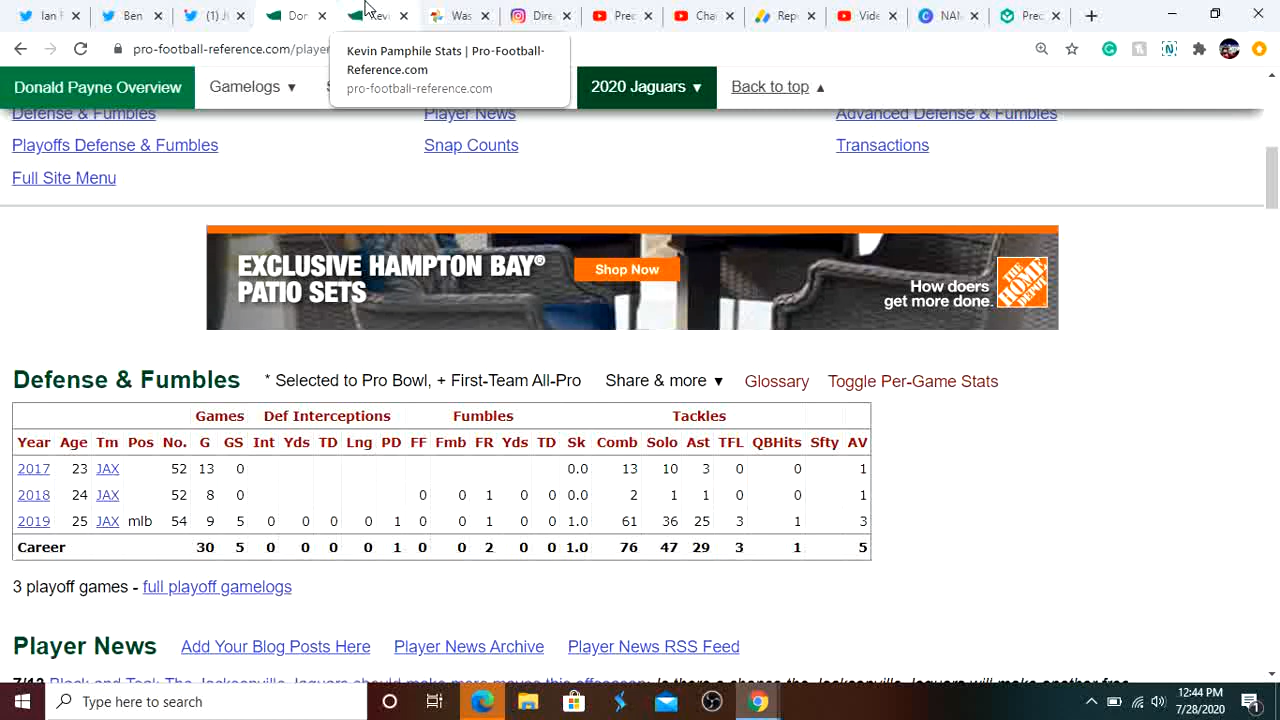 Ian F
Ben
(1) J
Dor
Kevi
Was
Dire
Prec
Cha
Rep
Vide
NAM
Prec
pro-football-reference.com/player
Kevin Pamphile Stats | Pro-Football-
Reference.com
pro-football-reference.com
Donald Payne Overview Gamelogs ▼ 2020 Jaguars ▼ Back to top ▲
Defense & Fumbles Player News Advanced Defense & Fumbles
Playoffs Defense & Fumbles Snap Counts Transactions
Full Site Menu
EXCLUSIVE HAMPTON BAY®
PATIO SETS
Shop Now
How doers
get more done.
THE HOME DEPOT
Defense & Fumbles * Selected to Pro Bowl, + First-Team All-Pro Share & more ▼ Glossary Toggle Per-Game Stats
Games Def Interceptions Fumbles Tackles
Year Age Tm Pos No. G GS Int Yds TD Lng PD FF Fmb FR Yds TD Sk Comb Solo Ast TFL QBHits Sfty AV
2017 23 JAX 52 13 0 0.0 13 10 3 0 0 1
2018 24 JAX 52 8 0 0 0 1 0 0 0.0 2 1 1 0 0 1
2019 25 JAX mlb 54 9 5 0 0 0 0 1 0 0 1 0 0 1.0 61 36 25 3 1 3
Career 30 5 0 0 0 0 1 0 0 2 0 0 1.0 76 47 29 3 1 5
3 playoff games - full playoff gamelogs
Player News Add Your Blog Posts Here Player News Archive Player News RSS Feed
Type here to search
12:44 PM
7/28/2020
1